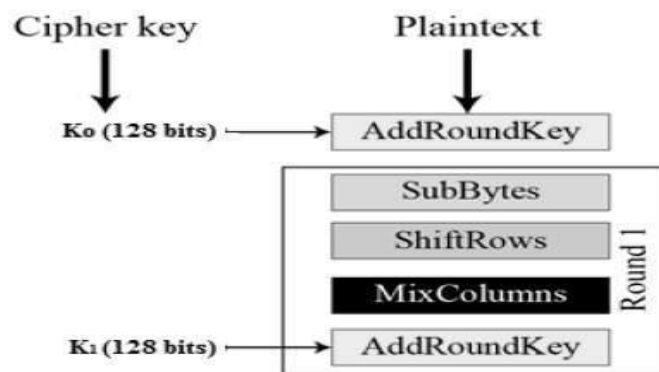 Cipher key Plaintext
K₀ (128 bits) AddRoundKey
SubBytes
ShiftRows
MixColumns
Round 1
K₁ (128 bits) AddRoundKey